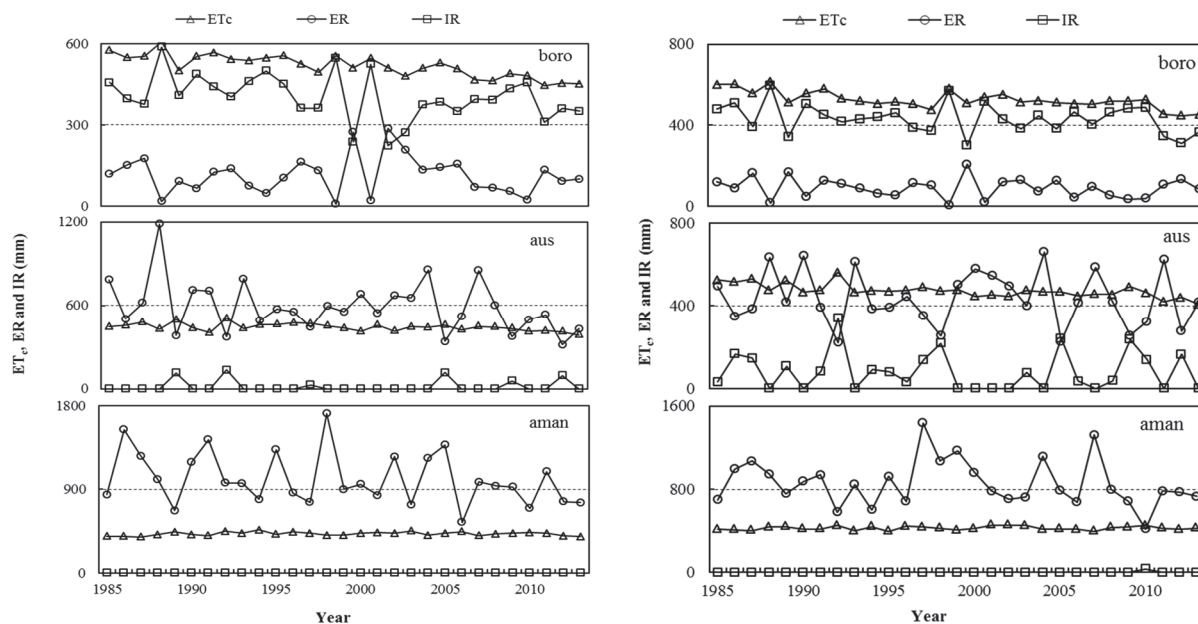 ETc ER IR
600
boro
300
0
1200
aus
600
0
1800
aman
900
0
1985 1990 1995 2000 2005 2010
Year
ETc, ER and IR (mm)
ETc ER IR
800
boro
400
0
800
aus
400
0
1600
aman
800
0
1985 1990 1995 2000 2005 2010
Year
ETc, ER and IR (mm)